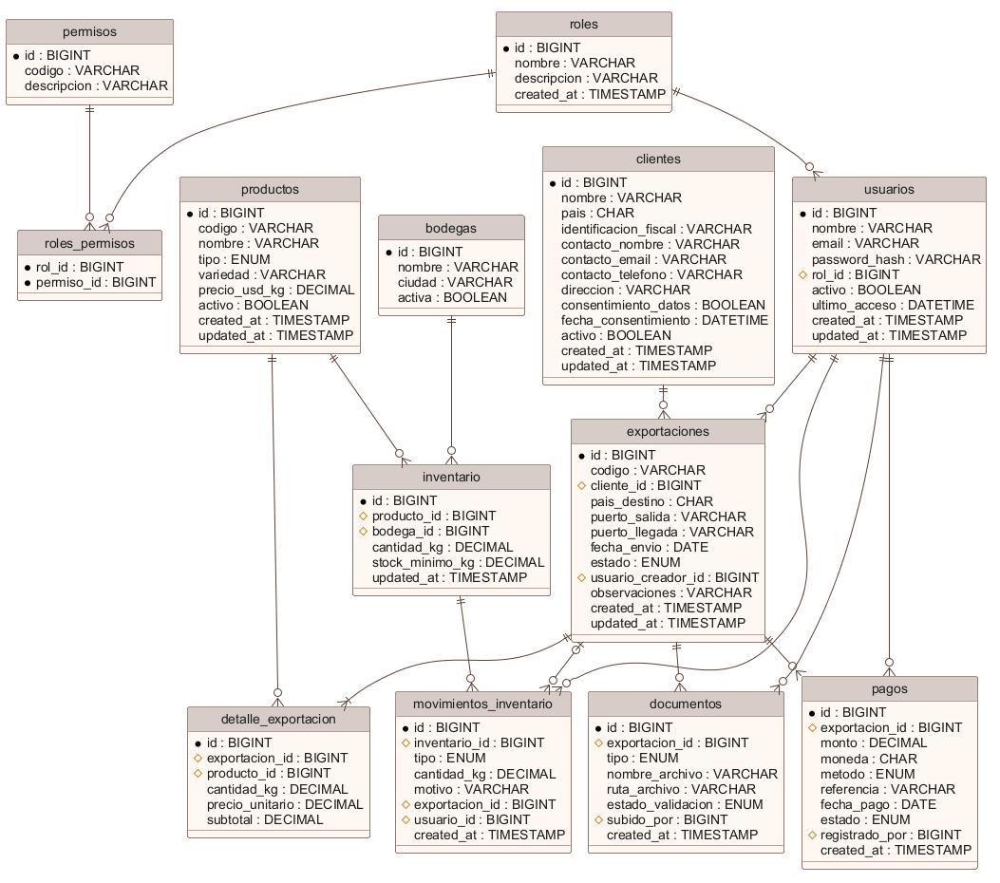 permisos
id : BIGINT
codigo : VARCHAR
descripcion : VARCHAR
roles
id : BIGINT
nombre : VARCHAR
descripcion : VARCHAR
created_at : TIMESTAMP
clientes
id : BIGINT
nombre : VARCHAR
pais : CHAR
identificacion_fiscal : VARCHAR
contacto_nombre : VARCHAR
contacto_email : VARCHAR
contacto_telefono : VARCHAR
direccion : VARCHAR
consentimiento_datos : BOOLEAN
fecha_consentimiento : DATETIME
activo : BOOLEAN
created_at : TIMESTAMP
updated_at : TIMESTAMP
productos
id : BIGINT
codigo : VARCHAR
nombre : VARCHAR
tipo : ENUM
variedad : VARCHAR
precio_usd_kg : DECIMAL
activo : BOOLEAN
created_at : TIMESTAMP
updated_at : TIMESTAMP
usuarios
id : BIGINT
nombre : VARCHAR
email : VARCHAR
password_hash : VARCHAR
rol_id : BIGINT
activo : BOOLEAN
ultimo_acceso : DATETIME
created_at : TIMESTAMP
updated_at : TIMESTAMP
bodegas
id : BIGINT
nombre : VARCHAR
ciudad : VARCHAR
activa : BOOLEAN
roles_permisos
rol_id : BIGINT
permiso_id : BIGINT
exportaciones
id : BIGINT
codigo : VARCHAR
cliente_id : BIGINT
pais_destino : CHAR
puerto_salida : VARCHAR
puerto_llegada : VARCHAR
fecha_envio : DATE
estado : ENUM
usuario_creador_id : BIGINT
observaciones : VARCHAR
created_at : TIMESTAMP
updated_at : TIMESTAMP
inventario
id : BIGINT
producto_id : BIGINT
bodega_id : BIGINT
cantidad_kg : DECIMAL
stock_minimo_kg : DECIMAL
updated_at : TIMESTAMP
detalle_exportacion
id : BIGINT
exportacion_id : BIGINT
producto_id : BIGINT
cantidad_kg : DECIMAL
precio_unitario : DECIMAL
subtotal : DECIMAL
movimientos_inventario
id : BIGINT
inventario_id : BIGINT
tipo : ENUM
cantidad_kg : DECIMAL
motivo : VARCHAR
exportacion_id : BIGINT
usuario_id : BIGINT
created_at : TIMESTAMP
documentos
id : BIGINT
exportacion_id : BIGINT
tipo : ENUM
nombre_archivo : VARCHAR
ruta_archivo : VARCHAR
estado_validacion : ENUM
subido_por : BIGINT
created_at : TIMESTAMP
pagos
id : BIGINT
exportacion_id : BIGINT
monto : DECIMAL
moneda : CHAR
metodo : ENUM
referencia : VARCHAR
fecha_pago : DATE
estado : ENUM
registrado_por : BIGINT
created_at : TIMESTAMP